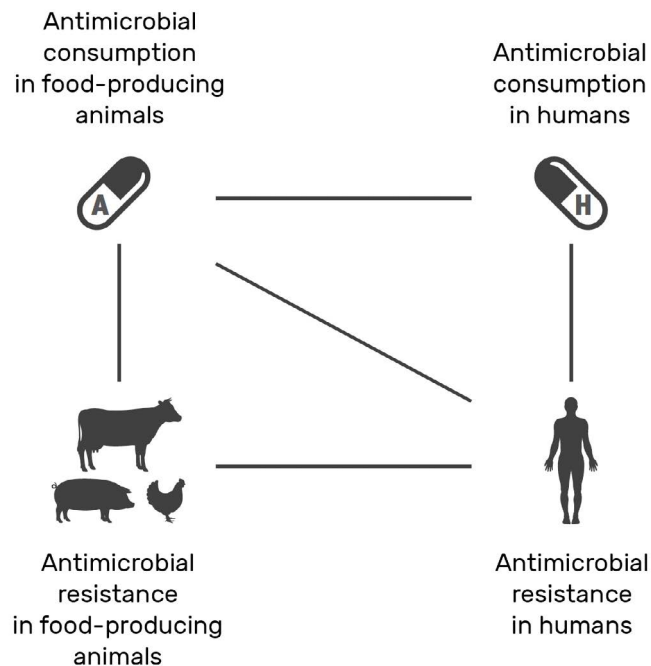 Antimicrobial
consumption
in food-producing
animals
Antimicrobial
consumption
in humans
A
H
Antimicrobial
resistance
in food-producing
animals
Antimicrobial
resistance
in humans